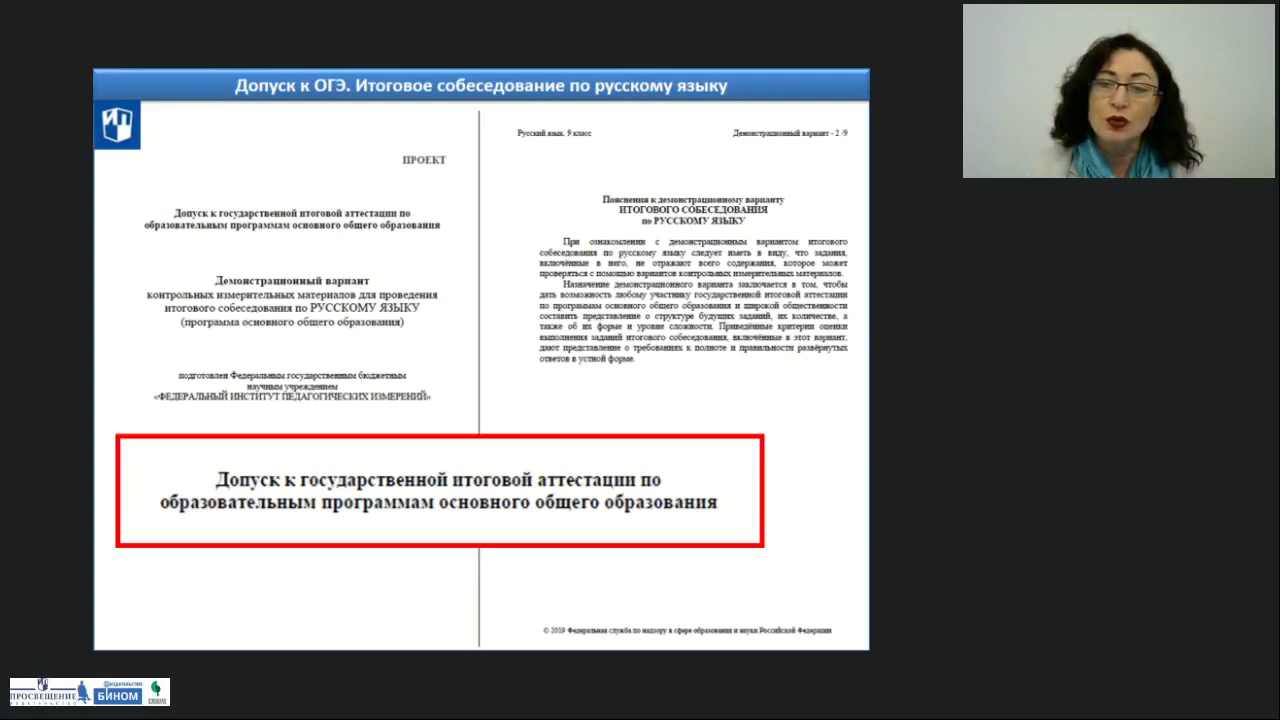 Допуск к ОГЭ. Итоговое собеседование по русскому языку
ПРОЕКТ
Допуск к государственной итоговой аттестации по
образовательным программам основного общего образования
Демонстрационный вариант
контрольных измерительных материалов для проведения
итогового собеседования по РУССКОМУ ЯЗЫКУ
(программа основного общего образования)
подготовлен Федеральным государственным бюджетным
научным учреждением
«ФЕДЕРАЛЬНЫЙ ИНСТИТУТ ПЕДАГОГИЧЕСКИХ ИЗМЕРЕНИЙ»
Русский язык. 9 класс
Демонстрационный вариант - 2 /9
Пояснения к демонстрационному варианту
ИТОГОВОГО СОБЕСЕДОВАНИЯ
по РУССКОМУ ЯЗЫКУ
При ознакомлении с демонстрационным вариантом итогового
собеседования по русскому языку следует иметь в виду, что задания,
включённые в него, не отражают всего содержания, которое может
проверяться с помощью вариантов контрольных измерительных материалов.
Назначение демонстрационного варианта заключается в том, чтобы
дать возможность любому участнику государственной итоговой аттестации
по программам основного общего образования и широкой общественности
составить представление о структуре будущих заданий, их количестве, а
также об их форме и уровне сложности. Приведённые критерии оценки
выполнения заданий итогового собеседования, включённые в этот вариант,
дают представление о требованиях к полноте и правильности развёрнутых
ответов в устной форме.
Допуск к государственной итоговой аттестации по
образовательным программам основного общего образования
© 2019 Федеральная служба по надзору в сфере образования и науки Российской Федерации
ПРОСВЕЩЕНИЕ
ИЗДАТЕЛЬСТВО
БИНОМ